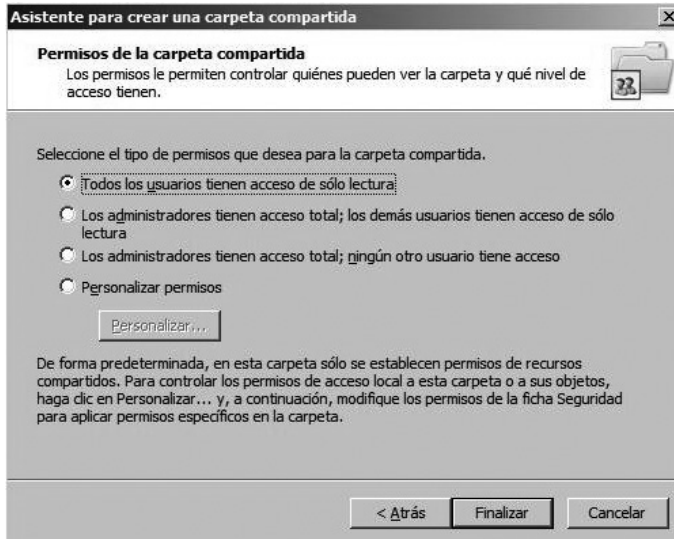 Asistente para crear una carpeta compartida
Permisos de la carpeta compartida
Los permisos le permiten controlar quiénes pueden ver la carpeta y qué nivel de
acceso tienen.
Seleccione el tipo de permisos que desea para la carpeta compartida.
Todos los usuarios tienen acceso de sólo lectura
Los administradores tienen acceso total; los demás usuarios tienen acceso de sólo
lectura
Los administradores tienen acceso total; ningún otro usuario tiene acceso
Personalizar permisos
Personalizar...
De forma predeterminada, en esta carpeta sólo se establecen permisos de recursos
compartidos. Para controlar los permisos de acceso local a esta carpeta o a sus objetos,
haga clic en Personalizar... y, a continuación, modifique los permisos de la ficha Seguridad
para aplicar permisos específicos en la carpeta.
< Atrás
Finalizar
Cancelar